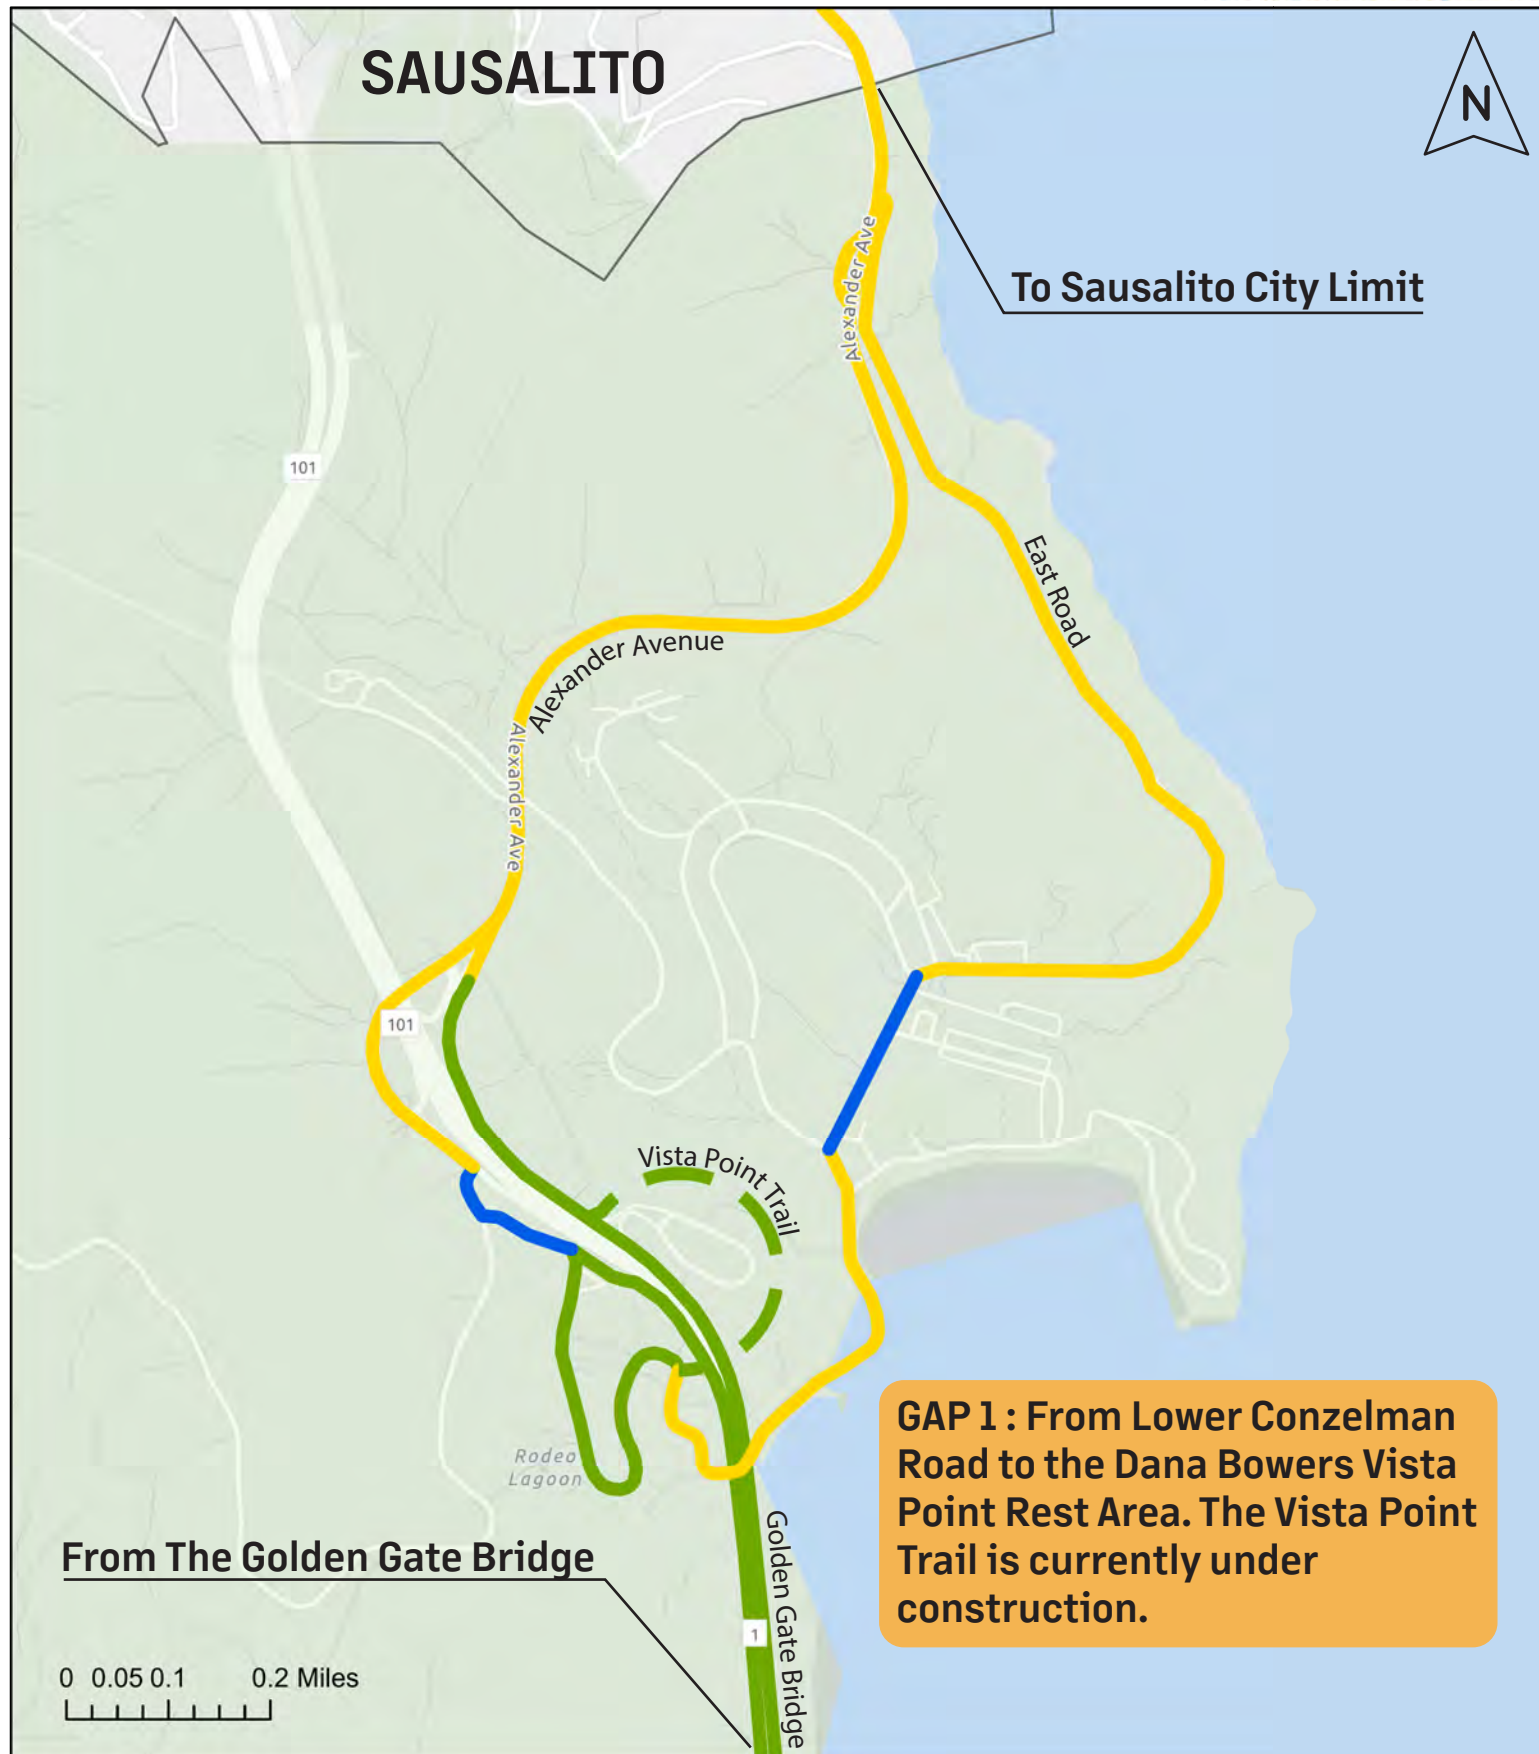 SAUSALITO
N
To Sausalito City Limit
Alexander Ave
101
East Road
Alexander Avenue
Alexander Ave
101
Vista Point Trail
Rodeo
Lagoon
GAP 1 : From Lower Conzelman
Road to the Dana Bowers Vista
Point Rest Area. The Vista Point
Trail is currently under
construction.
From The Golden Gate Bridge
Golden Gate Bridge
1
0 0.05 0.1 0.2 Miles